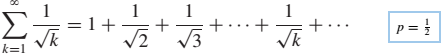 ∞∑k=1 1/√k = 1 + 1/√2 + 1/√3 + · · · + 1/√k + · · · p = 1/2